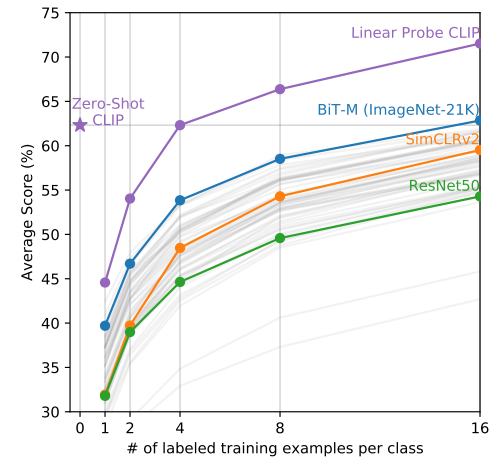 75
70
65
60
55
50
45
40
35
30
Average Score (%)
Linear Probe CLIP
Zero-Shot
CLIP
BiT-M (ImageNet-21K)
SimCLRv2
ResNet50
0 1 2 4 8 16
# of labeled training examples per class